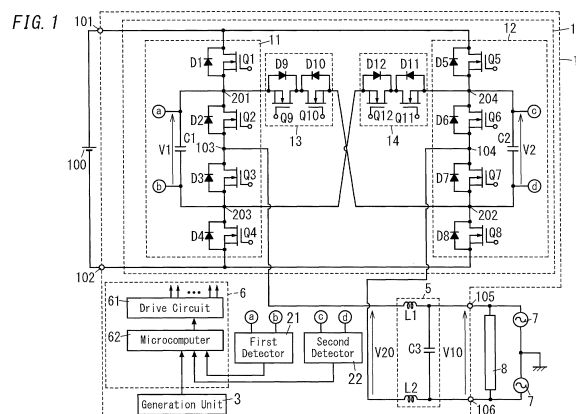 FIG. 1
101
11
12
1
1
D1
Q1
D9
D10
D12
D11
D5
Q5
201
204
a
D2
Q2
Q9
Q10
Q12
Q11
D6
Q6
c
C1
103
13
14
104
C2
100
V1
V2
b
D3
Q3
D7
Q7
d
203
202
D4
Q4
D8
Q8
102
61
Drive Circuit
6
5
105
62
Microcomputer
a
b
21
c
d
L1
7
First
Detector
Second
Detector
22
V20
C3
V10
8
L2
7
Generation Unit
3
106